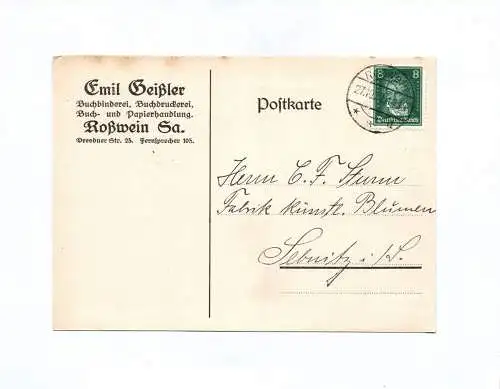 Emil Geißler
Buchbinderei, Buchdruckerei,
Buch- und Papierhandlung.
Roßwein Sa.
Dresdner Str. 25. Fernsprecher 105.
Postkarte
8 8
Deutsches Reich
Herrn C. F. Sturm
Fabrik künstl. Blumen
Sebnitz i/S.